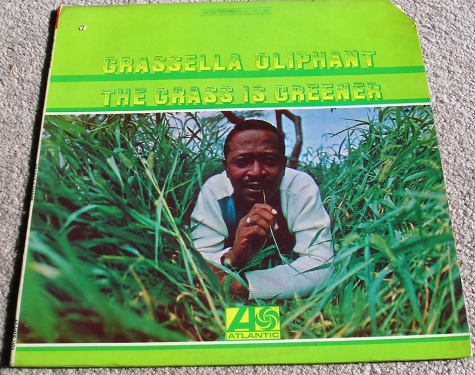 GRASSELLA OLIPHANT
THE GRASS IS GREENER
ATLANTIC